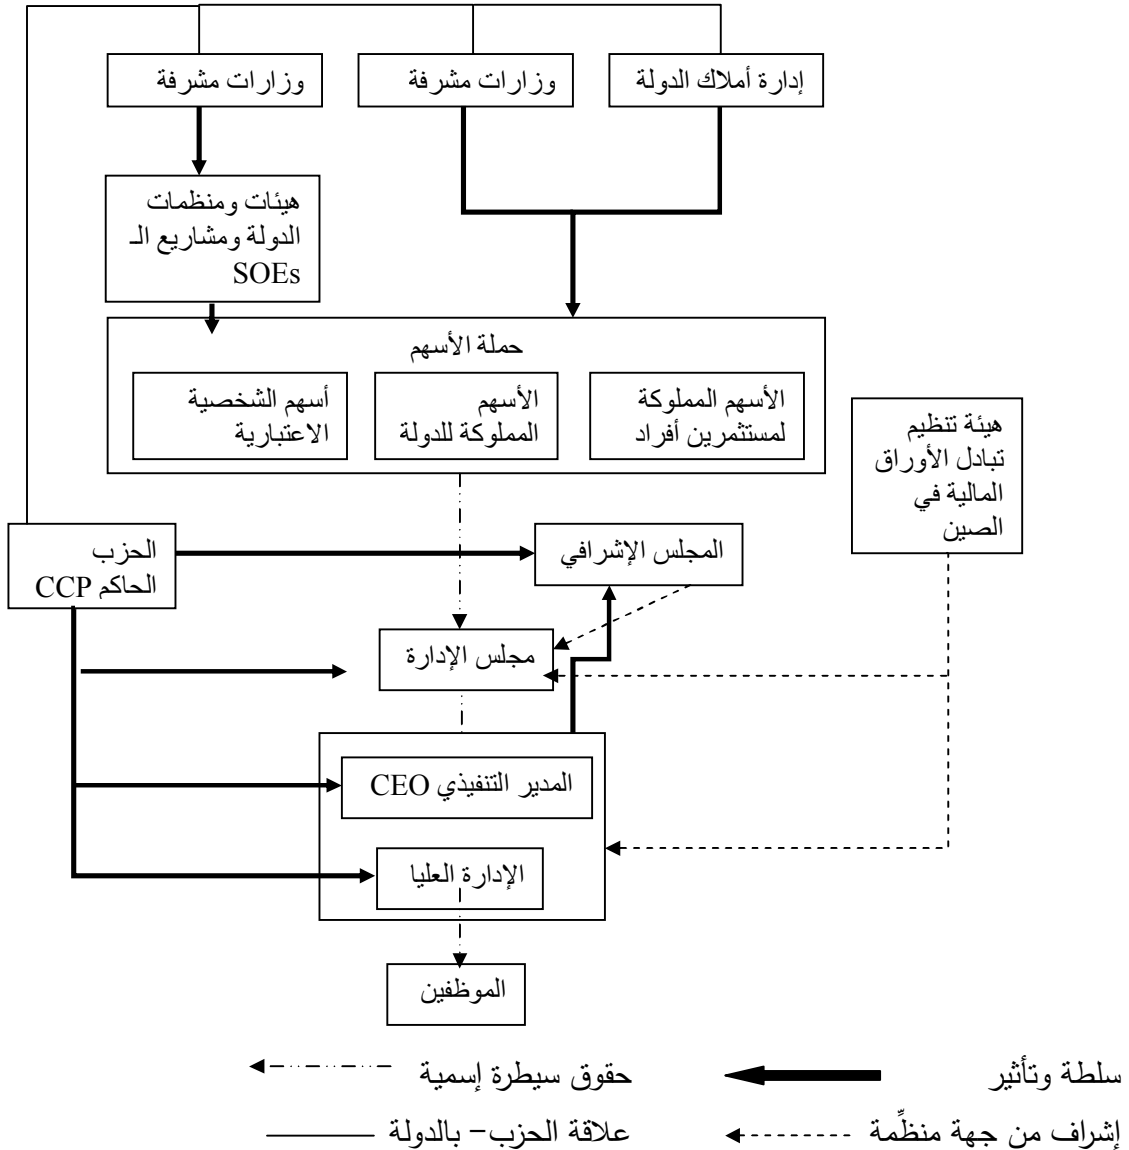 إدارة أملاك الدولة
وزارات مشرفة
وزارات مشرفة
هيئات ومنظمات
الدولة ومشاريع الـ
SOEs
حملة الأسهم
الأسهم المملوكة
لمستثمرين أفراد
الأسهم
المملوكة للدولة
أسهم الشخصية
الاعتبارية
هيئة تنظيم
تبادل الأوراق
المالية في
الصين
المجلس الإشرافي
الحزب
الحاكم CCP
مجلس الإدارة
المدير التنفيذي CEO
الإدارة العليا
الموظفين
سلطة وتأثير
حقوق سيطرة إسمية
إشراف من جهة منظِّمة
علاقة الحزب – بالدولة